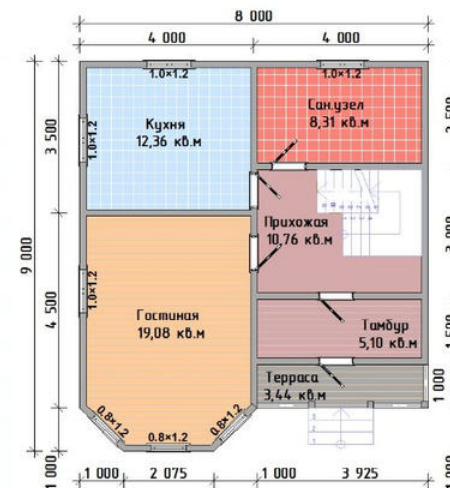 8 000
4 000
4 000
1.0×1.2
1.0×1.2
Кухня
12,36 кв.м
Сан.узел
8,31 кв.м
3 500
1.0×1.2
Прихожая
10,76 кв.м
9 000
4 500
1.0×1.2
Гостиная
19,08 кв.м
Тамбур
5,10 кв.м
Терраса
3,44 кв.м
1 000
0.8×1.2
0.8×1.2
0.8×1.2
1 000
1 000
2 075
1 000
3 925